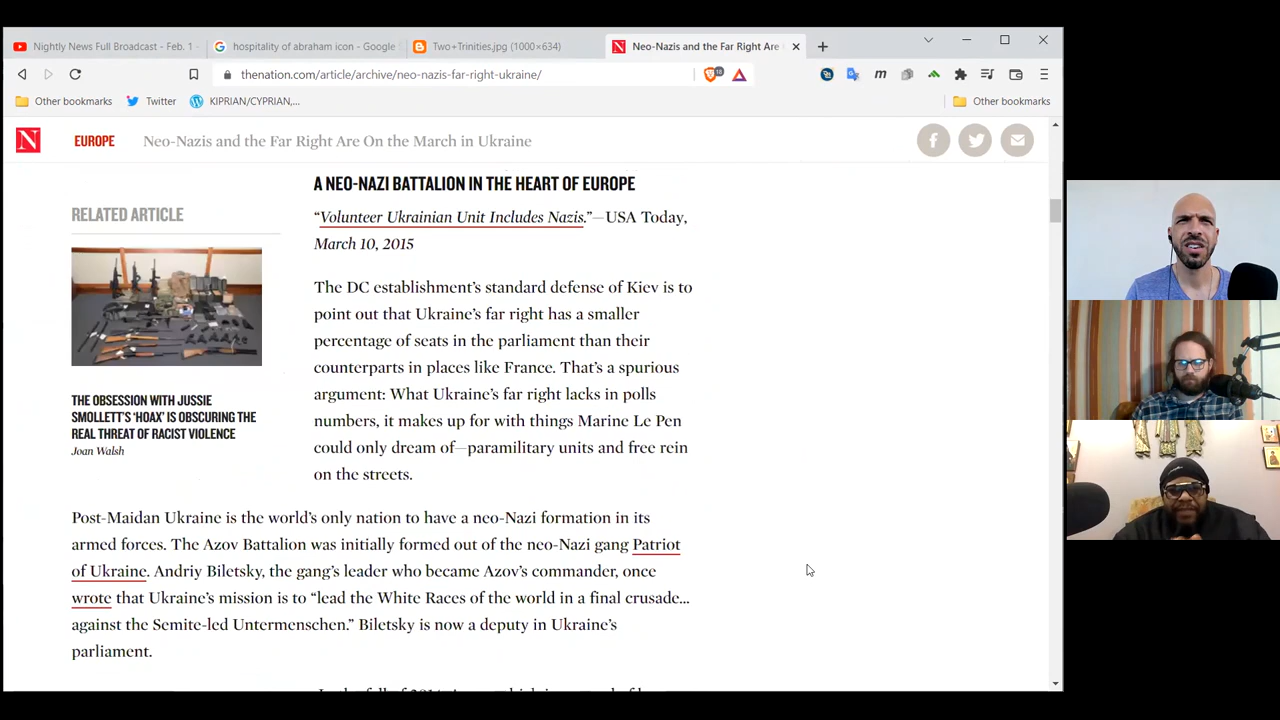 Nightly News Full Broadcast - Feb. 1 -
hospitality of abraham icon - Google
Two+Trinities.jpg (1000×634)
Neo-Nazis and the Far Right Are
thenation.com/article/archive/neo-nazis-far-right-ukraine/
18
Other bookmarks
Twitter
KIPRIAN/CYPRIAN,...
Other bookmarks
N
EUROPE
Neo-Nazis and the Far Right Are On the March in Ukraine
A NEO-NAZI BATTALION IN THE HEART OF EUROPE
RELATED ARTICLE
“Volunteer Ukrainian Unit Includes Nazis.”—USA Today,
March 10, 2015
The DC establishment’s standard defense of Kiev is to
point out that Ukraine’s far right has a smaller
percentage of seats in the parliament than their
counterparts in places like France. That’s a spurious
argument: What Ukraine’s far right lacks in polls
numbers, it makes up for with things Marine Le Pen
could only dream of—paramilitary units and free rein
on the streets.
THE OBSESSION WITH JUSSIE
SMOLLETT’S ‘HOAX’ IS OBSCURING THE
REAL THREAT OF RACIST VIOLENCE
Joan Walsh
Post-Maidan Ukraine is the world’s only nation to have a neo-Nazi formation in its
armed forces. The Azov Battalion was initially formed out of the neo-Nazi gang Patriot
of Ukraine. Andriy Biletsky, the gang’s leader who became Azov’s commander, once
wrote that Ukraine’s mission is to “lead the White Races of the world in a final crusade…
against the Semite-led Untermenschen.” Biletsky is now a deputy in Ukraine’s
parliament.